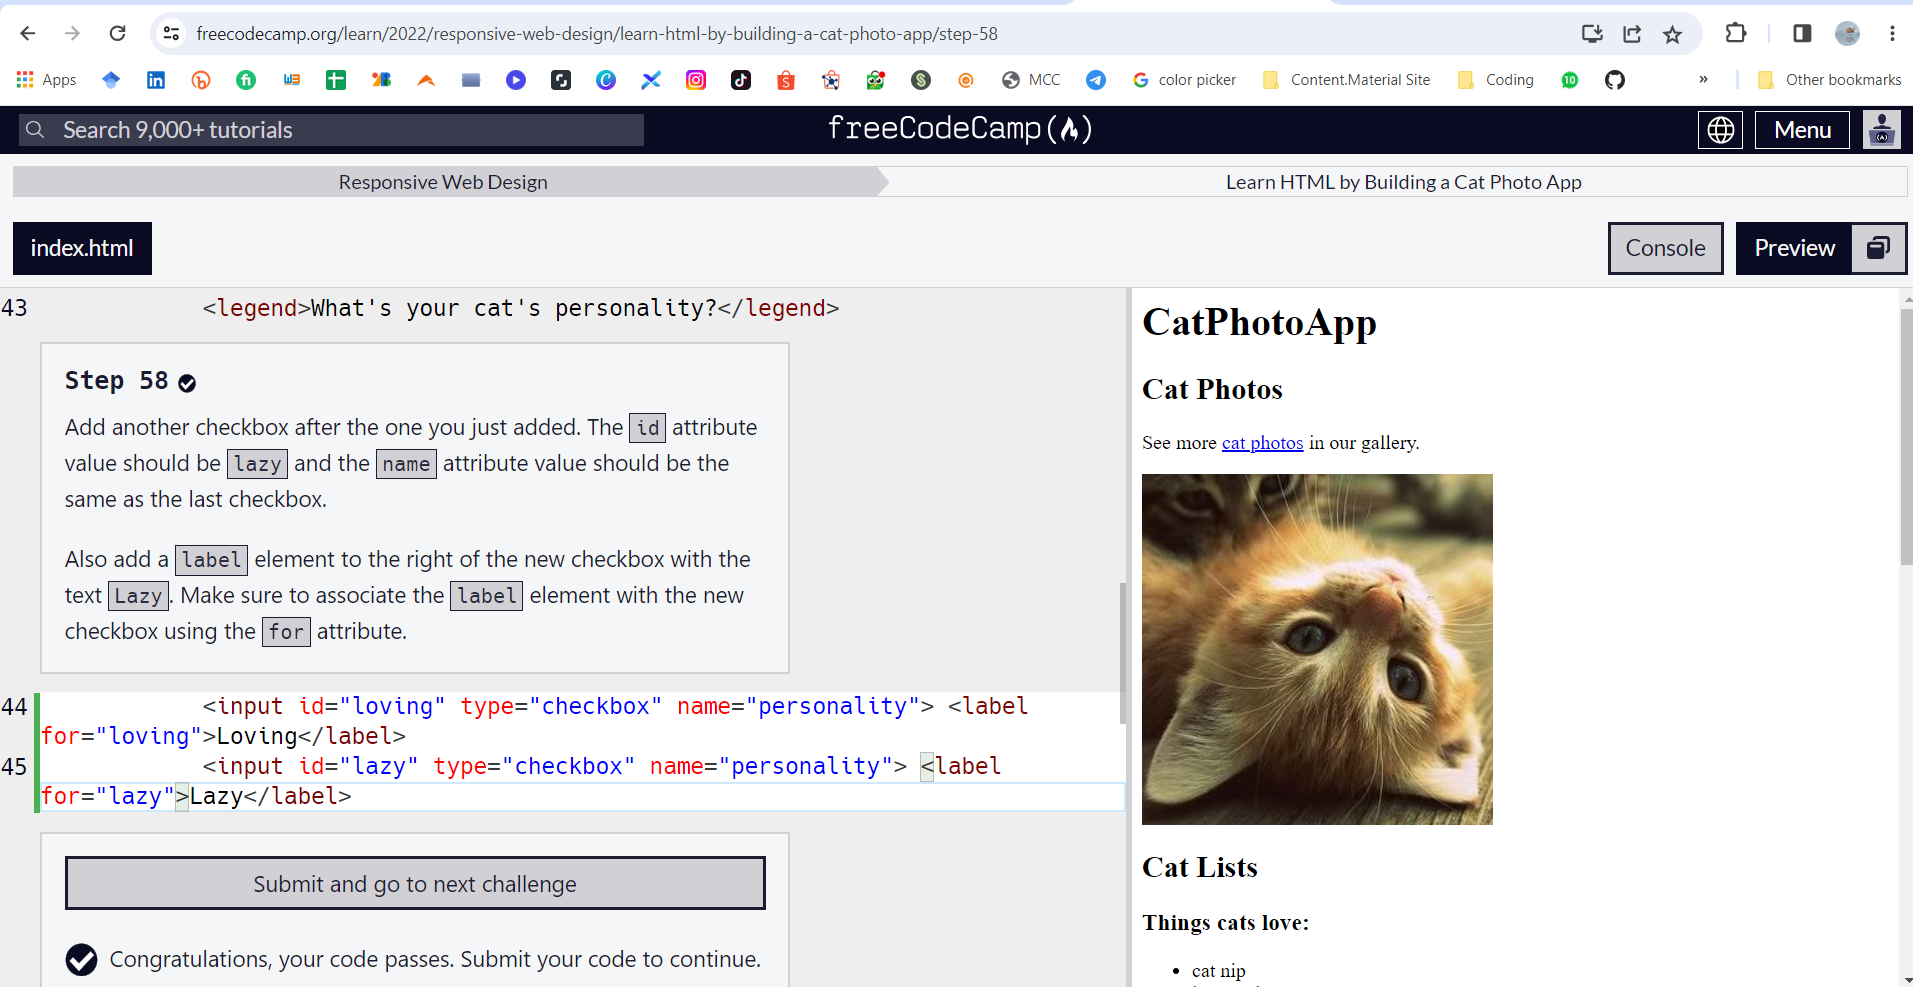 freecodecamp.org/learn/2022/responsive-web-design/learn-html-by-building-a-cat-photo-app/step-58
Apps
MCC
color picker
Content.Material Site
Coding
10
»
Other bookmarks
Search 9,000+ tutorials
freeCodeCamp
Menu
Responsive Web Design
Learn HTML by Building a Cat Photo App
index.html
Console
Preview
43 <legend>What's your cat's personality?</legend>
Step 58
Add another checkbox after the one you just added. The id attribute
value should be lazy and the name attribute value should be the
same as the last checkbox.
Also add a label element to the right of the new checkbox with the
text Lazy. Make sure to associate the label element with the new
checkbox using the for attribute.
44 <input id="loving" type="checkbox" name="personality"> <label
for="loving">Loving</label>
45 <input id="lazy" type="checkbox" name="personality"> <label
for="lazy">Lazy</label>
Submit and go to next challenge
Congratulations, your code passes. Submit your code to continue.
CatPhotoApp
Cat Photos
See more cat photos in our gallery.
Cat Lists
Things cats love:
• cat nip